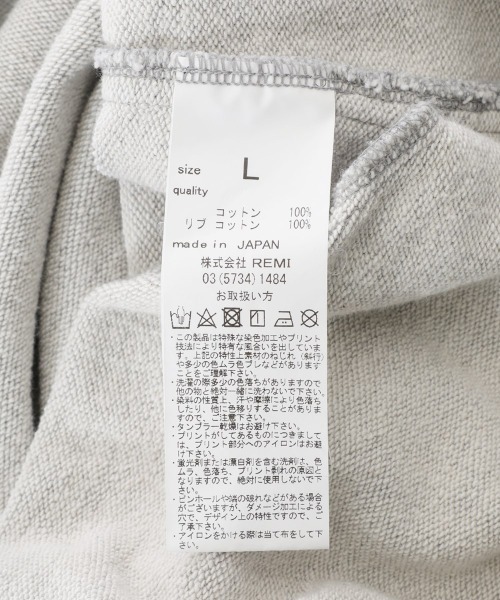 size L
quality
コットン 100%
リブ コットン 100%
made in JAPAN
株式会社 REMI
03 (5734) 1484
お取扱い方
・この製品は特殊な染色加工やプリント
技法により特有な風合いを出していま
す。上記の特性上素材のねじれ（斜行
や多少の色ムラ色ブレなどがあります
ことをご理解下さい。
・洗濯の際多少の色落ちがありますので
他の物と絶対一緒に洗わないで下さい。
・染料の性質上、汗や摩擦により色落ち
したり、他に色移りすることがありま
すので、ご注意下さい。
・タンブラー乾燥はお避け下さい。
・プリントがしてあるものにつきまして
は、プリント部分へのアイロンはお避
け下さい。
・蛍光剤または漂白剤を含む洗剤は、色
ムラ、色落ち、プリント剥れの原因と
なりますので、絶対に使用しないで下
さい。
・ピンホールや端の破れなどがある場合
がございますが、ダメージ加工による
穴で、デザイン上の特性ですので、ご
了承下さい。
・アイロンをかける際は当て布をして下
さい。